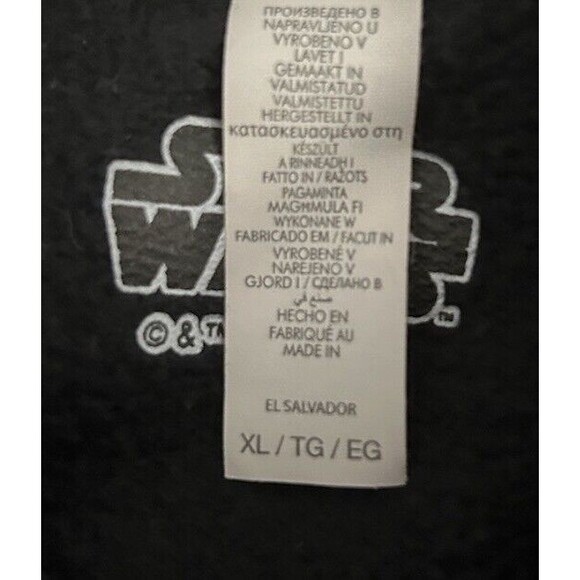 ПРОИЗВЕДЕНО В
NAPRAVLJENO U
VYROBENO V
LAVET I
GEMAAKT IN
VALMISTATUD
VALMISTETTU
HERGESTELLT IN
κατασκευασμένο στη
KÉSZÜLT
A RINNEADH I
FATTO IN / RAŽOTS
PAGAMINTA
MAGHMULA FI
WYKONANE W
FABRICADO EM / FACUT IN
VYROBENÉ V
NAREJENO V
GJORD I / СДЕЛАНО В
صنع في
HECHO EN
FABRIQUÉ AU
MADE IN
EL SALVADOR
XL / TG / EG
© & TM
TM